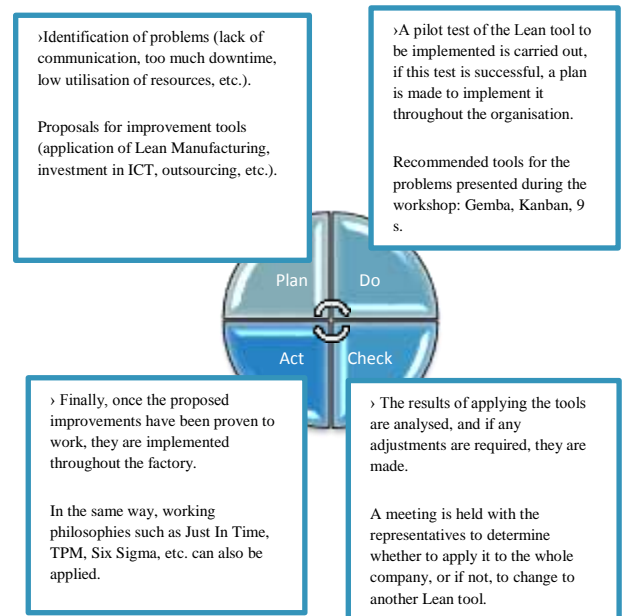 ›Identification of problems (lack of
communication, too much downtime,
low utilisation of resources, etc.).
Proposals for improvement tools
(application of Lean Manufacturing,
investment in ICT, outsourcing, etc.).
›A pilot test of the Lean tool to
be implemented is carried out,
if this test is successful, a plan
is made to implement it
throughout the organisation.
Recommended tools for the
problems presented during the
workshop: Gemba, Kanban, 9
s.
Plan
Do
Act
Check
› Finally, once the proposed
improvements have been proven to
work, they are implemented
throughout the factory.
In the same way, working
philosophies such as Just In Time,
TPM, Six Sigma, etc. can also be
applied.
› The results of applying the tools
are analysed, and if any
adjustments are required, they are
made.
A meeting is held with the
representatives to determine
whether to apply it to the whole
company, or if not, to change to
another Lean tool.